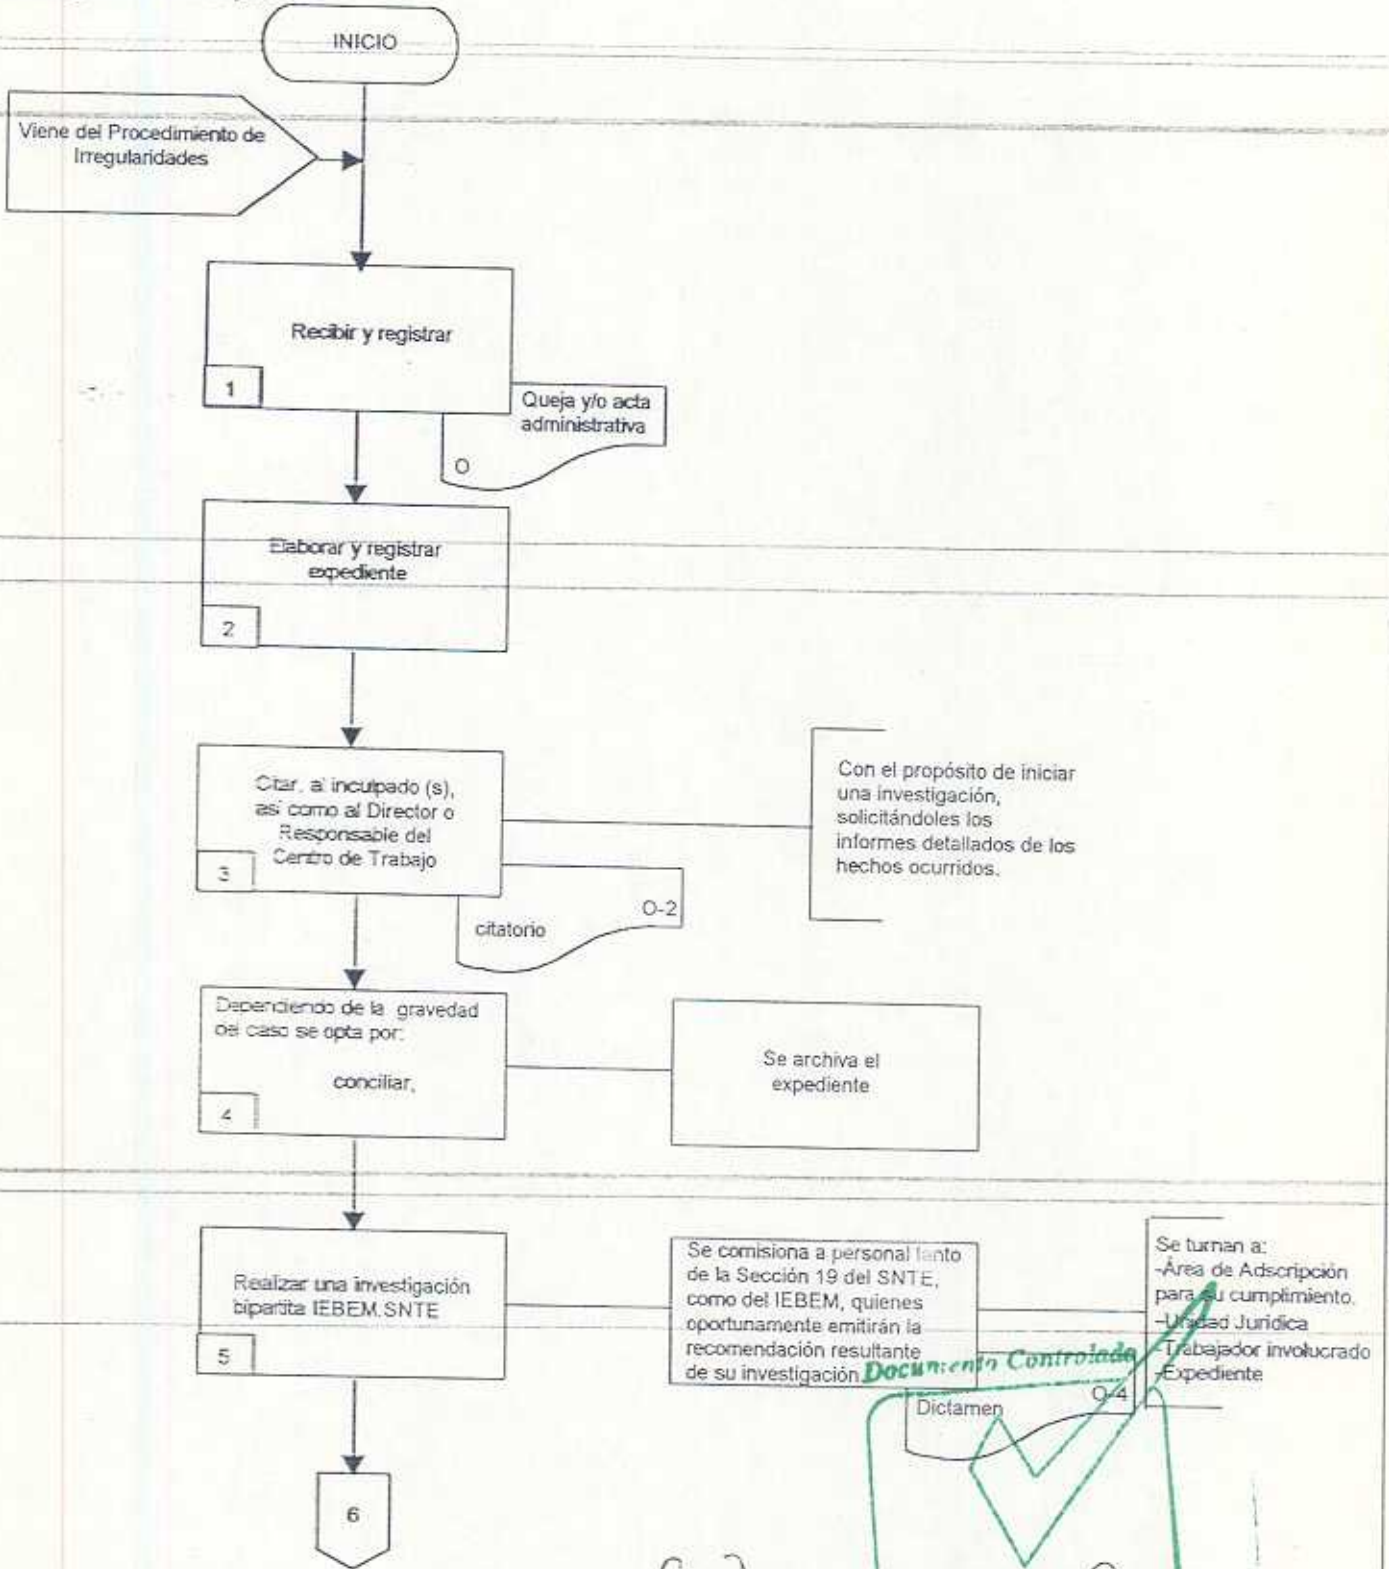 INICIO
Viene del Procedimiento de
Irregularidades
Recibir y registrar
1
Queja y/o acta
administrativa
O
Elaborar y registrar
expediente
2
Citar, al inculpado (s),
así como al Director o
Responsable del
Centro de Trabajo
3
Con el propósito de iniciar
una investigación,
solicitándoles los
informes detallados de los
hechos ocurridos.
O-2
citatorio
Dependiendo de la gravedad
del caso se opta por:
conciliar,
4
Se archiva el
expediente
Realizar una investigación
bipartita IEBEM.SNTE
5
Se comisiona a personal tanto
de la Sección 19 del SNTE,
como del IEBEM, quienes
oportunamente emitirán la
recomendación resultante
de su investigación
Documento Controlado
O-4
Dictamen
Se turnan a:
-Área de Adscripción
para su cumplimiento.
-Unidad Jurídica
-Trabajador involucrado
-Expediente
6